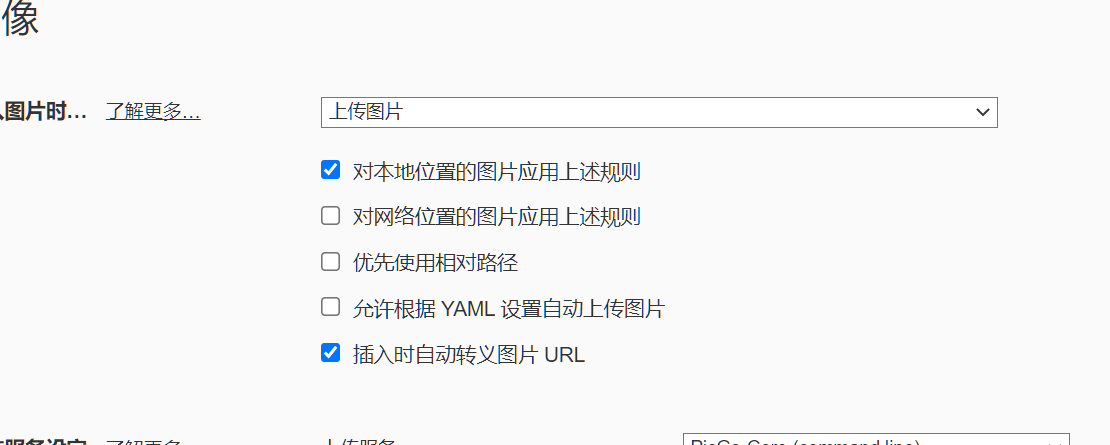 像
图片时… 了解更多… 上传图片
对本地位置的图片应用上述规则
对网络位置的图片应用上述规则
优先使用相对路径
允许根据 YAML 设置自动上传图片
插入时自动转义图片 URL
服务设定 了解更多 上传服务 PicGo-Core (command line)